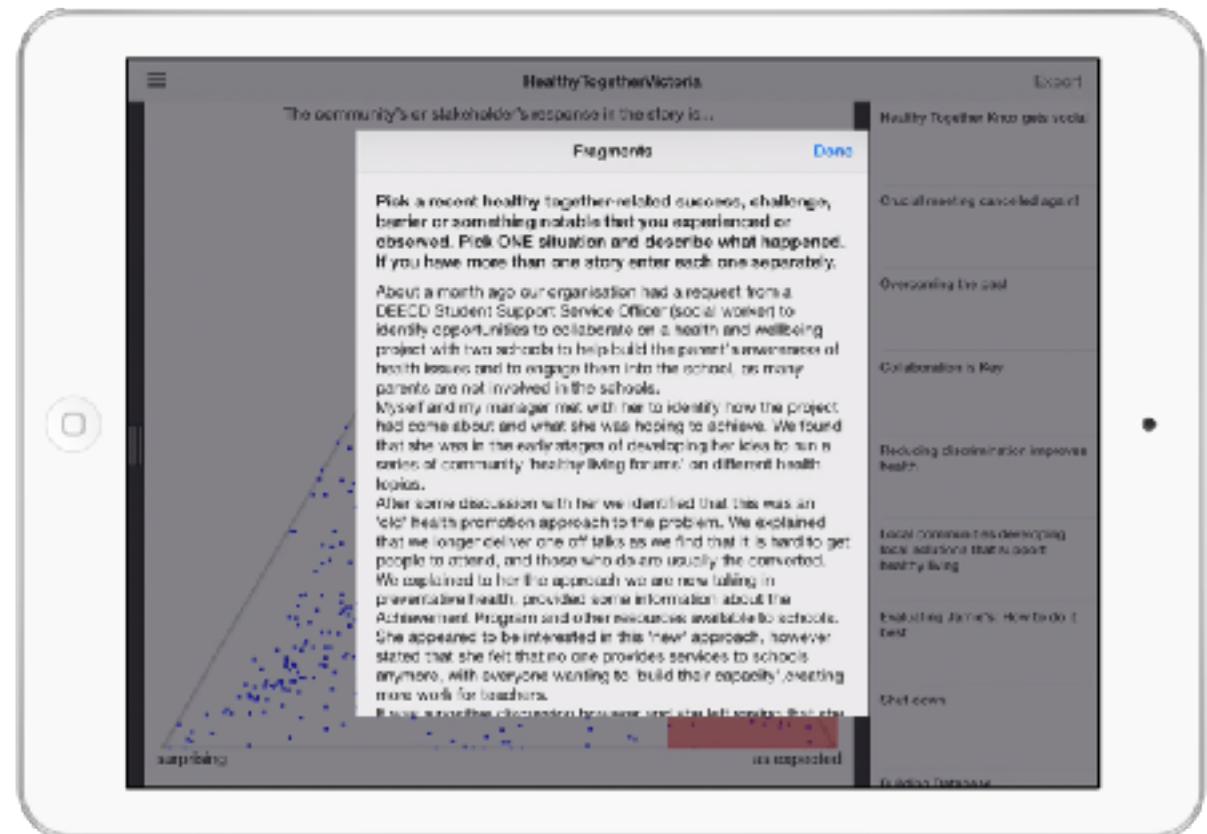 HealthyTogetherVictoria
Export
The community's or stakeholder's response in the story is...
Fragments
Done
Pick a recent healthy together-related success, challenge,
barrier or something notable that you experienced or
observed. Pick ONE situation and describe what happened.
If you have more than one story enter each one separately.
About a month ago our organisation had a request from a
DEECD Student Support Service Officer (social worker) to
identify opportunities to collaborate on a health and wellbeing
project with two schools to help build the parent's awareness of
health issues and to engage them into the school, as many
parents are not involved in the schools.
Myself and my manager met with her to identify how the project
had come about and what she was hoping to achieve. We found
that she was in the early stages of developing her idea to run a
series of community 'healthy living forums' on different health
topics.
After some discussion with her we identified that this was an
'old' health promotion approach to the problem. We explained
that we longer deliver one off talks as we find that it is hard to get
people to attend, and those who do are usually the converted.
We explained to her the approach we are now taking in
preventative health, provided some information about the
Achievement Program and other resources available to schools.
She appeared to be interested in this 'new' approach, however
stated that she felt that no one provides services to schools
anymore, with everyone wanting to 'build their capacity',creating
more work for teachers.
surprising
as expected
Healthy Together Knox gets social
Crucial meeting cancelled again!
Overcoming the past
Collaboration is Key
Reducing discrimination improves
health
Local communities developing
local solutions that support
healthy living
Evaluating Jamie's: How to do it
best
Shut down
Building Database